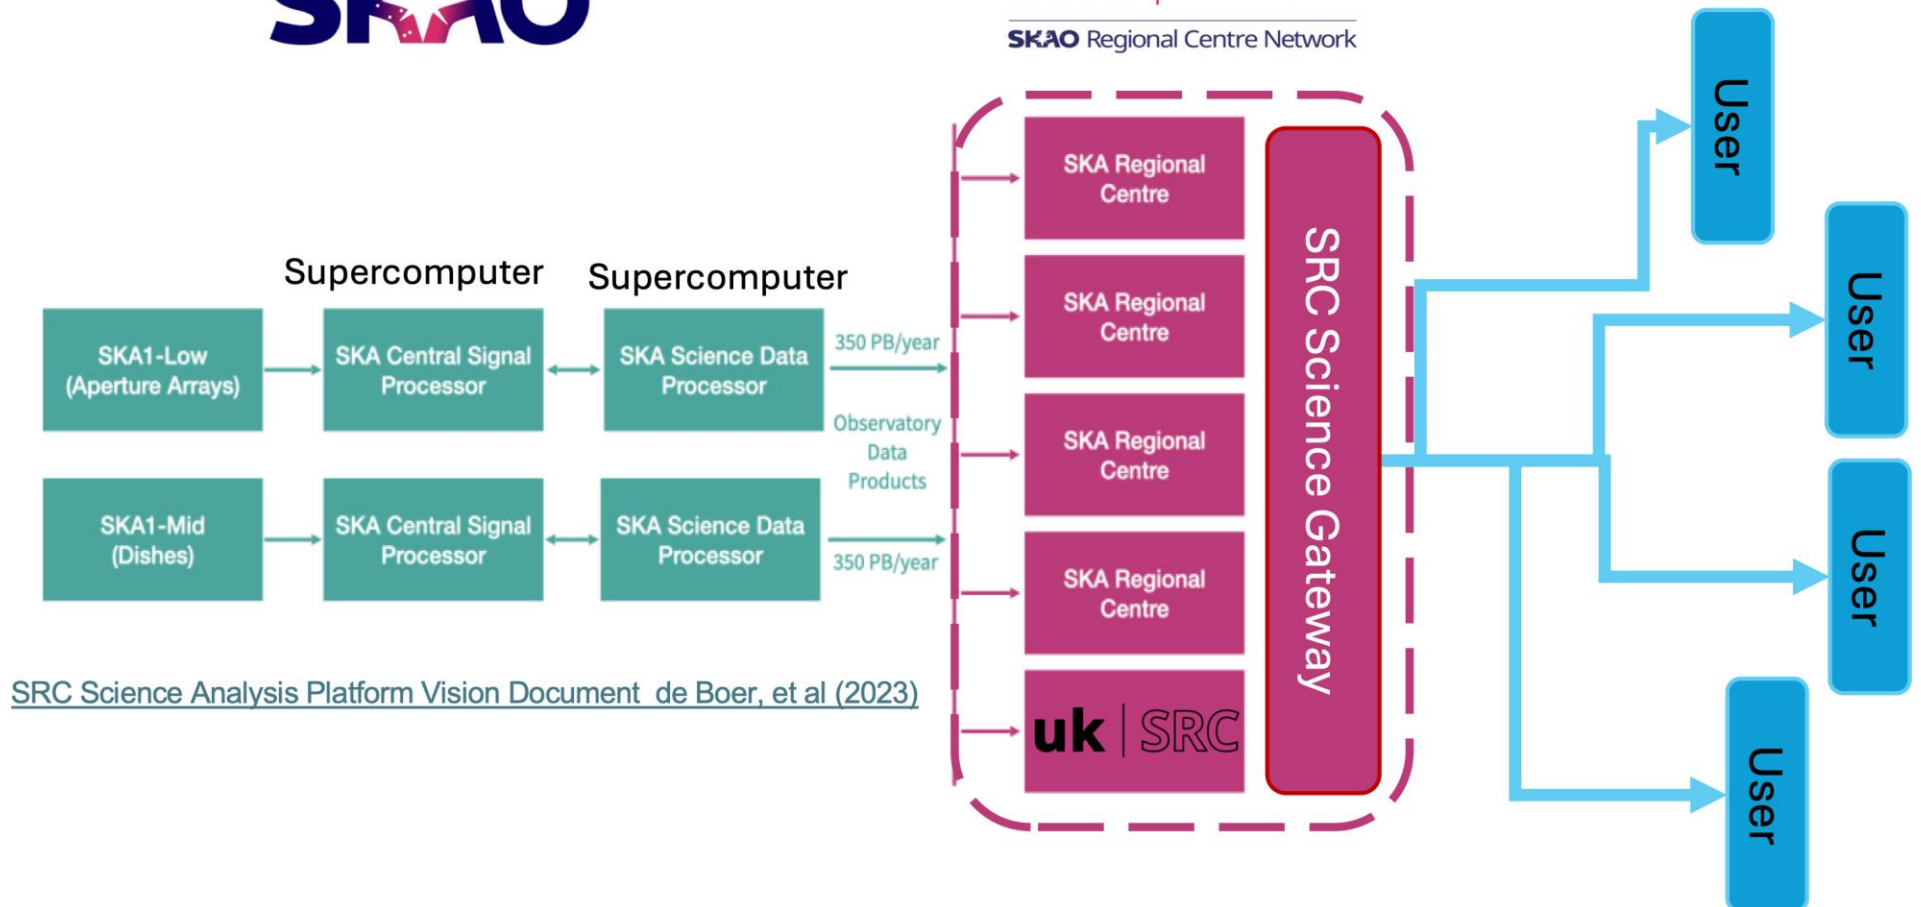 SKAO
SKAO Regional Centre Network
Supercomputer
Supercomputer
SKA1-Low
(Aperture Arrays)
SKA Central Signal
Processor
SKA Science Data
Processor
350 PB/year
Observatory
Data
Products
SKA1-Mid
(Dishes)
SKA Central Signal
Processor
SKA Science Data
Processor
350 PB/year
SRC Science Analysis Platform Vision Document de Boer, et al (2023)
SKA Regional
Centre
SKA Regional
Centre
SKA Regional
Centre
SKA Regional
Centre
uk | SRC
SRC Science Gateway
User
User
User
User